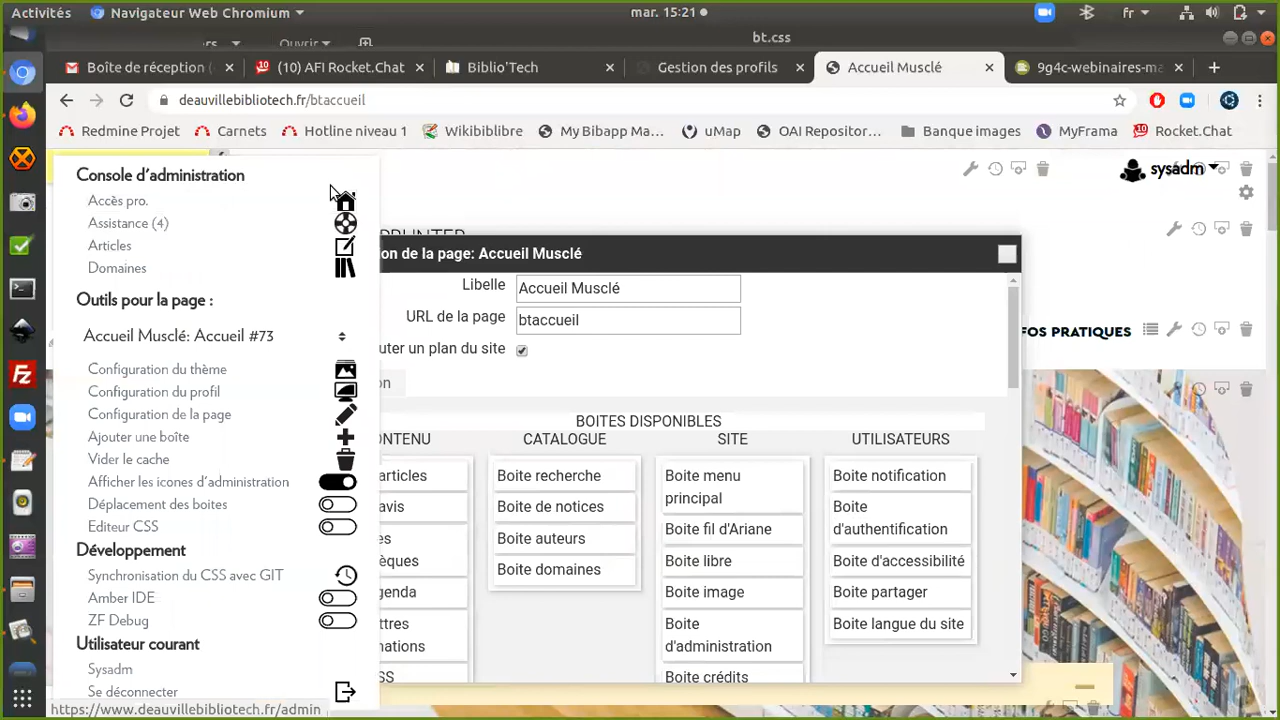 Activités
Navigateur Web Chromium
mar. 15:21
fr
Ouvrir
bt.css
Boîte de réception (
(10) AFI Rocket.Chat
Biblio'Tech
Gestion des profils
Accueil Musclé
9g4c-webinaires-ma
deauvillebibliotech.fr/btaccueil
Redmine Projet
Carnets
Hotline niveau 1
Wikibiblibre
My Bibapp Ma...
uMap
OAI Repositor...
Banque images
MyFrama
Rocket.Chat
sysadm
Console d'administration
Accès pro.
Assistance (4)
Articles
Domaines
Outils pour la page :
Accueil Musclé: Accueil #73
Configuration du thème
Configuration du profil
Configuration de la page
Ajouter une boîte
Vider le cache
Afficher les icones d'administration
Déplacement des boites
Editeur CSS
Développement
Synchronisation du CSS avec GIT
Amber IDE
ZF Debug
Utilisateur courant
Sysadm
Se déconnecter
https://www.deauvillebibliotech.fr/admin
on de la page: Accueil Musclé
Libelle
Accueil Musclé
URL de la page
btaccueil
uter un plan du site
on
BOITES DISPONIBLES
ONTENU
articles
avis
es
èques
genda
ttres
nations
SS
CATALOGUE
Boite recherche
Boite de notices
Boite auteurs
Boite domaines
SITE
Boite menu
principal
Boite fil d'Ariane
Boite libre
Boite image
Boite
d'administration
Boite crédits
UTILISATEURS
Boite notification
Boite
d'authentification
Boite d'accessibilité
Boite partager
Boite langue du site
FOS PRATIQUES